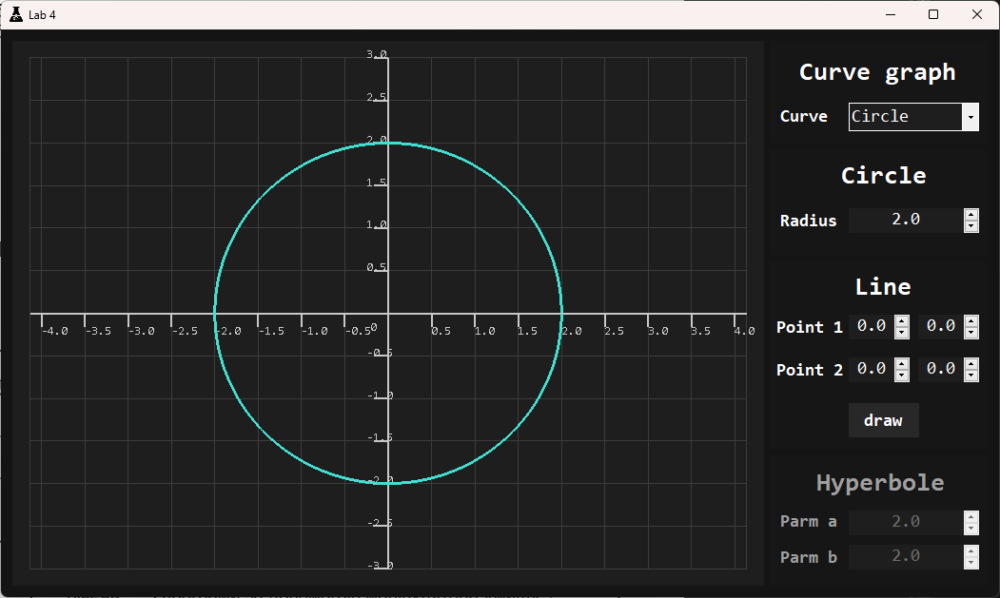 Lab 4
3.0
2.5
2.0
1.5
1.0
0.5
-4.0 -3.5 -3.0 -2.5 -2.0 -1.5 -1.0 -0.5 0 0.5 1.0 1.5 2.0 2.5 3.0 3.5 4.0
-0.5
-1.0
-1.5
-2.0
-2.5
-3.0
Curve graph
Curve Circle
Circle
Radius 2.0
Line
Point 1 0.0 0.0
Point 2 0.0 0.0
draw
Hyperbole
Parm a 2.0
Parm b 2.0